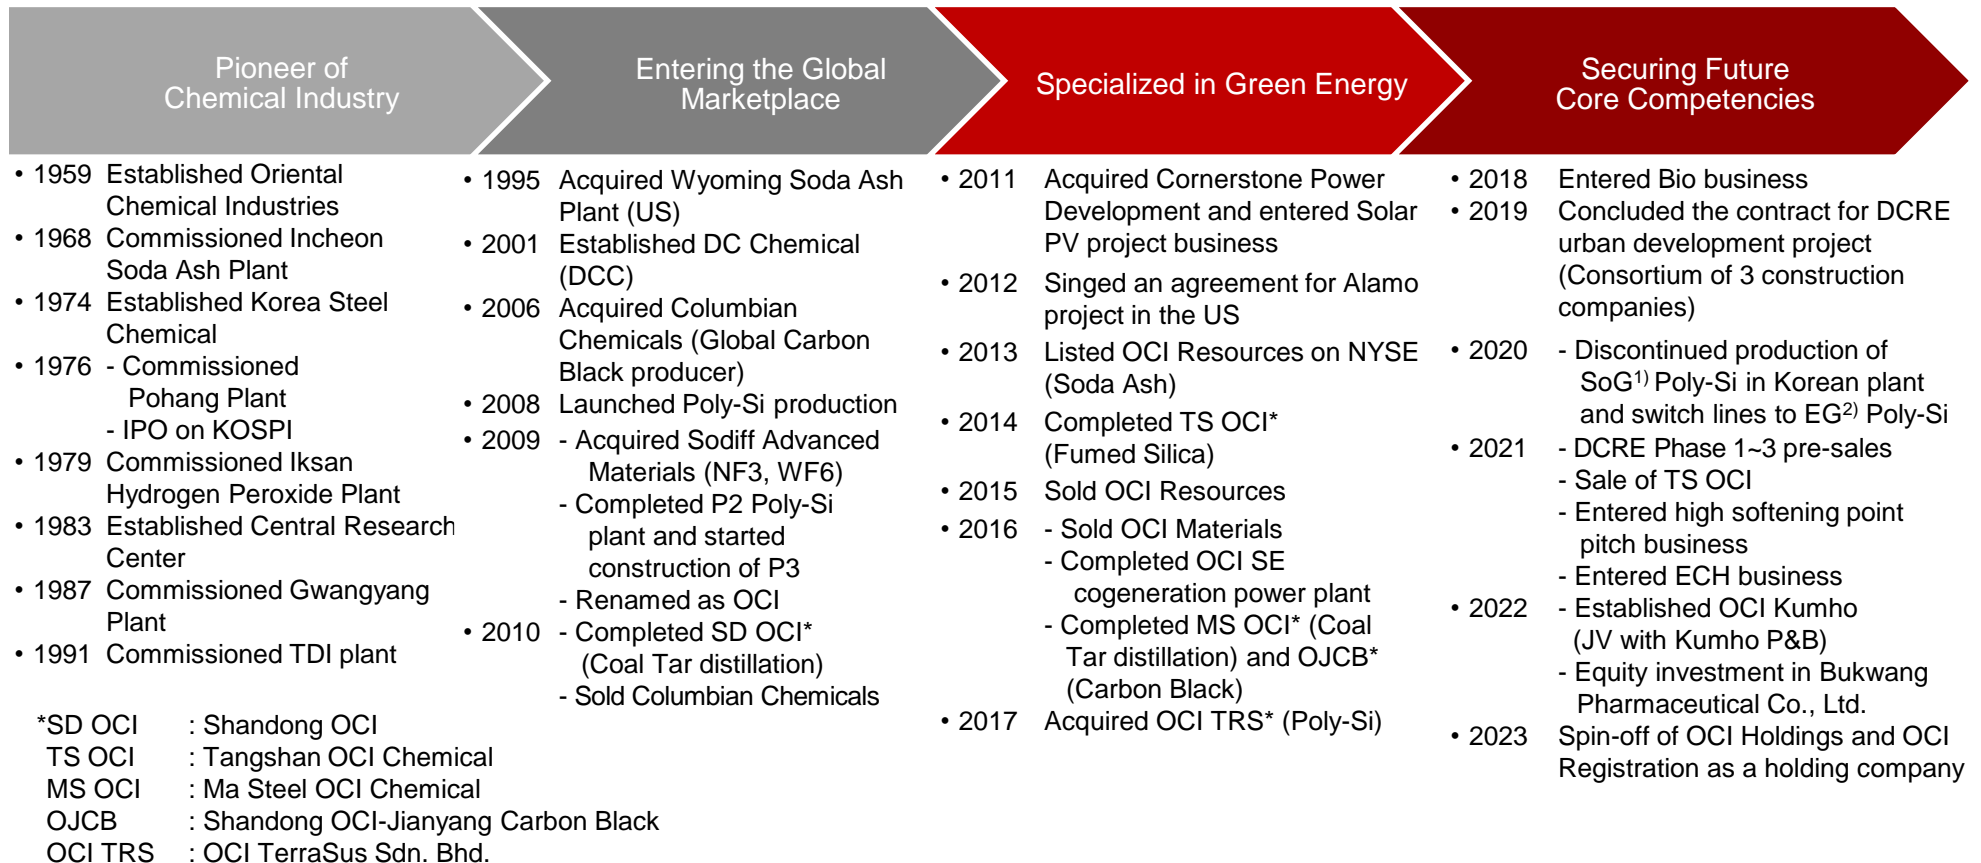 Pioneer of
Chemical Industry
Entering the Global
Marketplace
Specialized in Green Energy
Securing Future
Core Competencies
• 1959 Established Oriental
Chemical Industries
• 1968 Commissioned Incheon
Soda Ash Plant
• 1974 Established Korea Steel
Chemical
• 1976 - Commissioned
Pohang Plant
- IPO on KOSPI
• 1979 Commissioned Iksan
Hydrogen Peroxide Plant
• 1983 Established Central Research
Center
• 1987 Commissioned Gwangyang
Plant
• 1991 Commissioned TDI plant
• 1995 Acquired Wyoming Soda Ash
Plant (US)
• 2001 Established DC Chemical
(DCC)
• 2006 Acquired Columbian
Chemicals (Global Carbon
Black producer)
• 2008 Launched Poly-Si production
• 2009 - Acquired Sodiff Advanced
Materials (NF3, WF6)
- Completed P2 Poly-Si
plant and started
construction of P3
- Renamed as OCI
• 2010 - Completed SD OCI*
(Coal Tar distillation)
- Sold Columbian Chemicals
• 2011 Acquired Cornerstone Power
Development and entered Solar
PV project business
• 2012 Singed an agreement for Alamo
project in the US
• 2013 Listed OCI Resources on NYSE
(Soda Ash)
• 2014 Completed TS OCI*
(Fumed Silica)
• 2015 Sold OCI Resources
• 2016 - Sold OCI Materials
- Completed OCI SE
cogeneration power plant
- Completed MS OCI* (Coal
Tar distillation) and OJCB*
(Carbon Black)
• 2017 Acquired OCI TRS* (Poly-Si)
• 2018 Entered Bio business
• 2019 Concluded the contract for DCRE
urban development project
(Consortium of 3 construction
companies)
• 2020 - Discontinued production of
SoG1) Poly-Si in Korean plant
and switch lines to EG2) Poly-Si
• 2021 - DCRE Phase 1~3 pre-sales
- Sale of TS OCI
- Entered high softening point
pitch business
- Entered ECH business
• 2022 - Established OCI Kumho
(JV with Kumho P&B)
- Equity investment in Bukwang
Pharmaceutical Co., Ltd.
• 2023 Spin-off of OCI Holdings and OCI
Registration as a holding company
*SD OCI : Shandong OCI
TS OCI : Tangshan OCI Chemical
MS OCI : Ma Steel OCI Chemical
OJCB : Shandong OCI-Jianyang Carbon Black
OCI TRS : OCI TerraSus Sdn. Bhd.